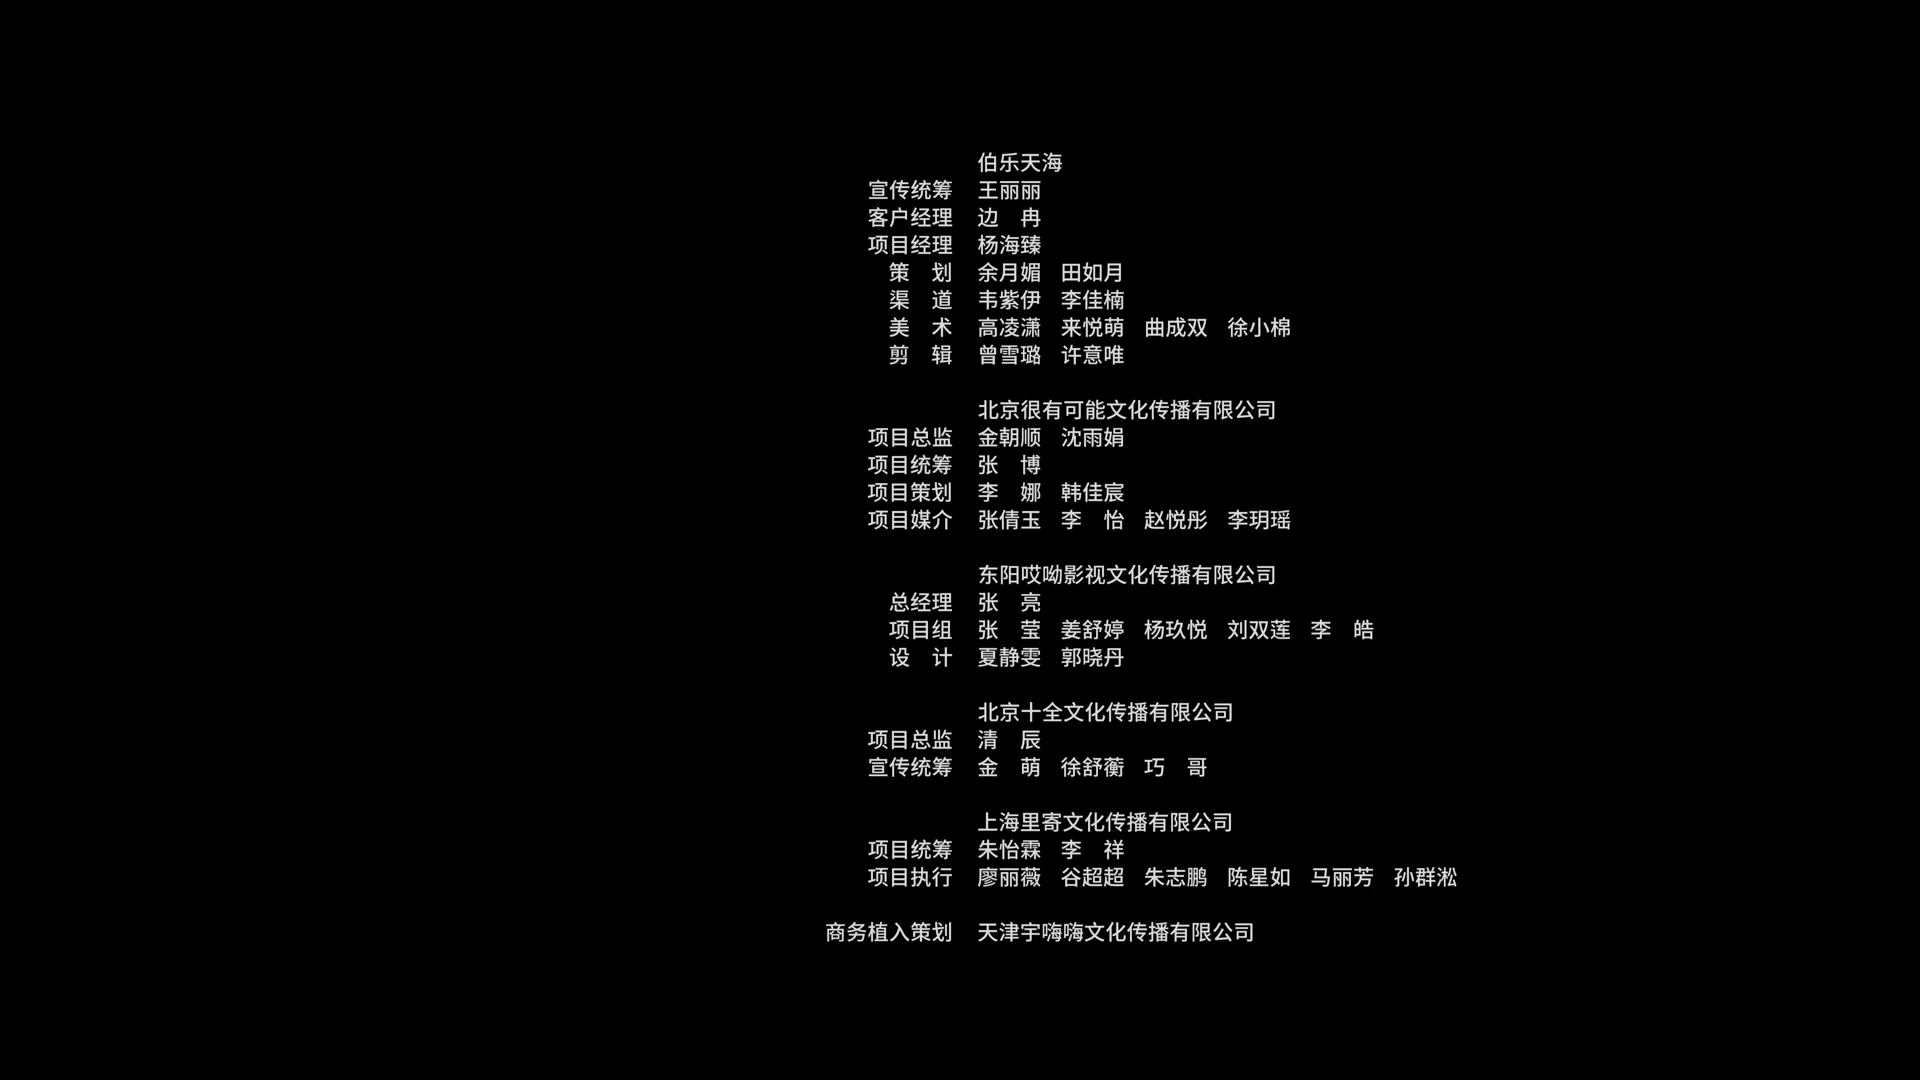 伯乐天海
宣传统筹 王丽丽
客户经理 边 冉
项目经理 杨海臻
策 划 余月媚 田如月
渠 道 韦紫伊 李佳楠
美 术 高凌潇 来悦萌 曲成双 徐小棉
剪 辑 曾雪璐 许意唯
北京很有可能文化传播有限公司
项目总监 金朝顺 沈雨娟
项目统筹 张 博
项目策划 李 娜 韩佳宸
项目媒介 张倩玉 李 怡 赵悦彤 李玥瑶
东阳哎呦影视文化传播有限公司
总经理 张 亮
项目组 张 莹 姜舒婷 杨玖悦 刘双莲 李 皓
设 计 夏静雯 郭晓丹
北京十全文化传播有限公司
项目总监 清 辰
宣传统筹 金 萌 徐舒蘅 巧 哥
上海里寄文化传播有限公司
项目统筹 朱怡霖 李 祥
项目执行 廖丽薇 谷超超 朱志鹏 陈星如 马丽芳 孙群淞
商务植入策划 天津宇嗨嗨文化传播有限公司